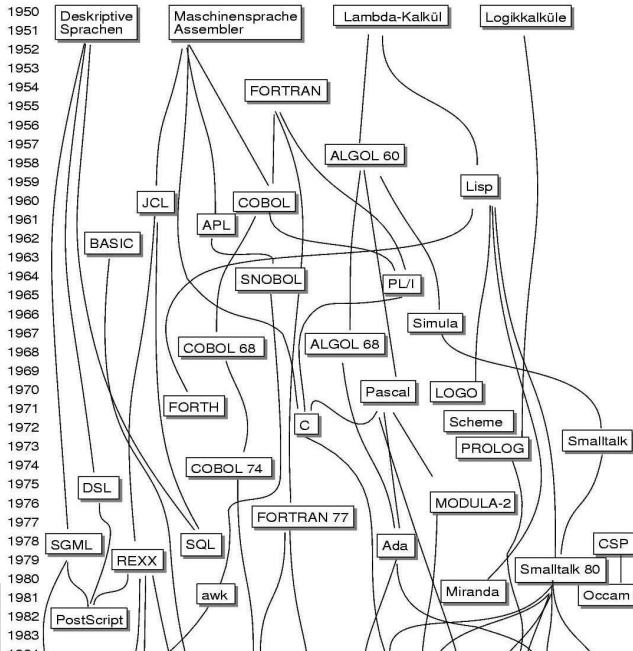 1950
1951
1952
1953
1954
1955
1956
1957
1958
1959
1960
1961
1962
1963
1964
1965
1966
1967
1968
1969
1970
1971
1972
1973
1974
1975
1976
1977
1978
1979
1980
1981
1982
1983
Deskriptive
Sprachen
Maschinensprache
Assembler
Lambda-Kalkül
Logikkalküle
FORTRAN
ALGOL 60
Lisp
JCL
COBOL
APL
BASIC
SNOBOL
PL/I
Simula
COBOL 68
ALGOL 68
Pascal
LOGO
FORTH
Scheme
C
PROLOG
Smalltalk
COBOL 74
DSL
MODULA-2
FORTRAN 77
SGML
REXX
SQL
Ada
CSP
Smalltalk 80
awk
Miranda
Occam
PostScript